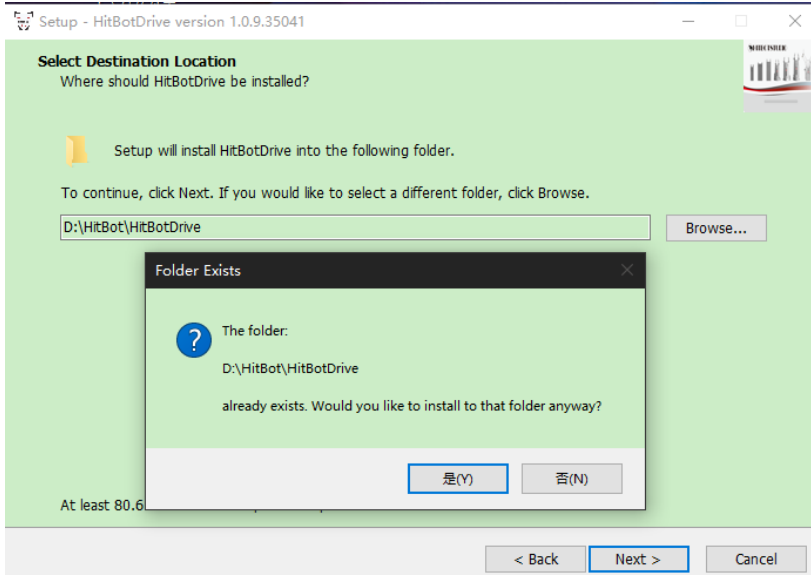 Setup - HitBotDrive version 1.0.9.35041
Select Destination Location
Where should HitBotDrive be installed?
Setup will install HitBotDrive into the following folder.
To continue, click Next. If you would like to select a different folder, click Browse.
D:\HitBot\HitBotDrive
Browse...
Folder Exists
The folder:
D:\HitBot\HitBotDrive
already exists. Would you like to install to that folder anyway?
是(Y)
否(N)
At least 80.6
< Back
Next >
Cancel